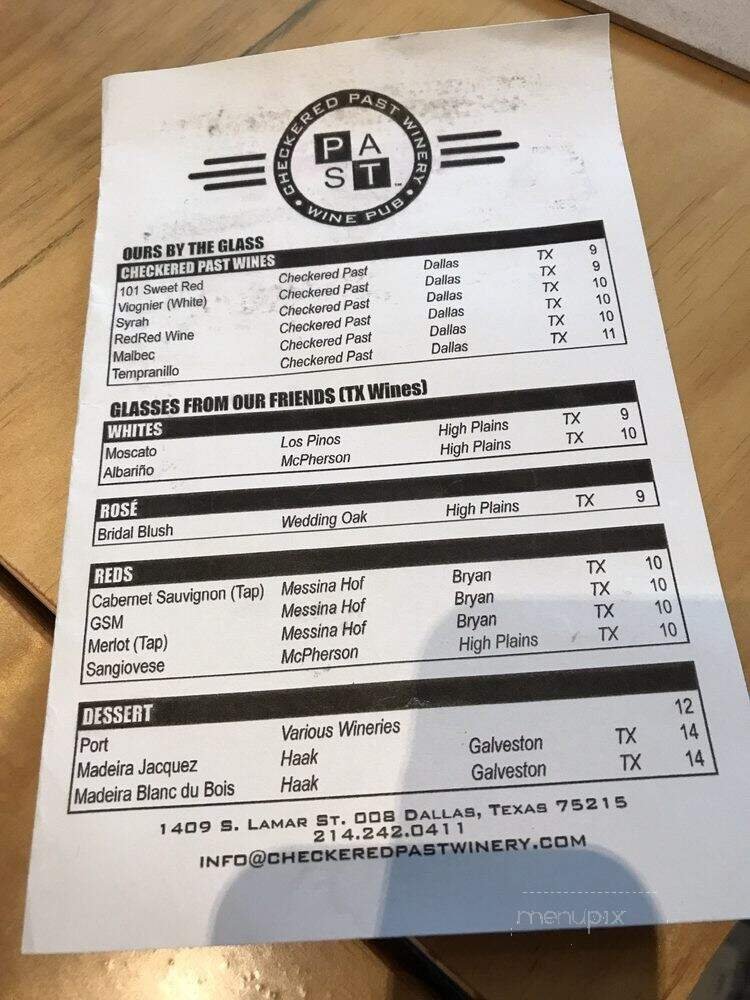 CHECKERED PAST WINERY
PAST
™
• WINE PUB •
OURS BY THE GLASS
CHECKERED PAST WINES
101 Sweet Red Checkered Past Dallas TX 9
Viognier (White) Checkered Past Dallas TX 9
Syrah Checkered Past Dallas TX 10
RedRed Wine Checkered Past Dallas TX 10
Malbec Checkered Past Dallas TX 10
Tempranillo Checkered Past Dallas TX 11
GLASSES FROM OUR FRIENDS (TX Wines)
WHITES
Moscato Los Pinos High Plains TX 9
Albariño McPherson High Plains TX 10
ROSÉ
Bridal Blush Wedding Oak High Plains TX 9
REDS
Cabernet Sauvignon (Tap) Messina Hof Bryan TX 10
GSM Messina Hof Bryan TX 10
Merlot (Tap) Messina Hof Bryan TX 10
Sangiovese McPherson High Plains TX 10
DESSERT
Port Various Wineries 12
Madeira Jacquez Haak Galveston TX 14
Madeira Blanc du Bois Haak Galveston TX 14
1409 S. LAMAR ST. 008 DALLAS, TEXAS 75215
214.242.0411
INFO@CHECKEREDPASTWINERY.COM
menupix